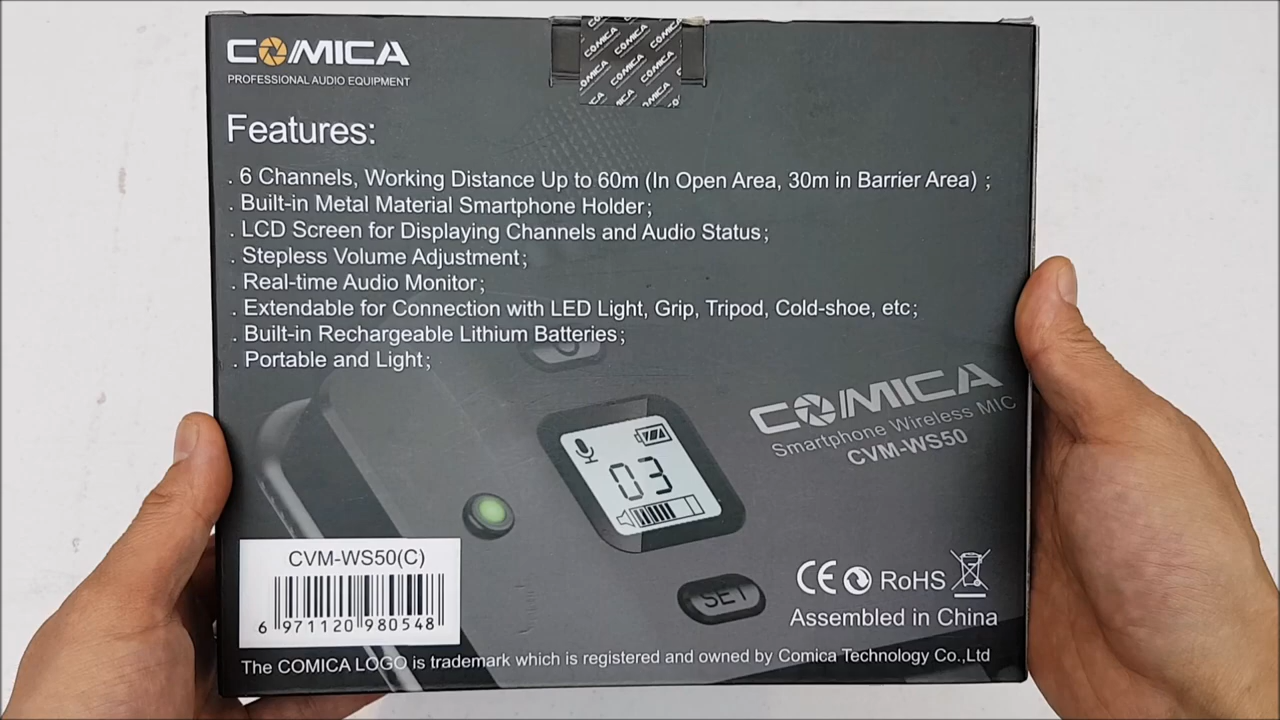 COMICA
PROFESSIONAL AUDIO EQUIPMENT
COMICA
COMICA
COMICA
COMICA
Features:
. 6 Channels, Working Distance Up to 60m (In Open Area, 30m in Barrier Area) ;
. Built-in Metal Material Smartphone Holder;
. LCD Screen for Displaying Channels and Audio Status;
. Stepless Volume Adjustment;
. Real-time Audio Monitor;
. Extendable for Connection with LED Light, Grip, Tripod, Cold-shoe, etc;
. Built-in Rechargeable Lithium Batteries;
. Portable and Light;
COMICA
Smartphone Wireless MIC
CVM-WS50
03
SET
CVM-WS50(C)
6 971120 980548
CE RoHS
Assembled in China
The COMICA LOGO is trademark which is registered and owned by Comica Technology Co.,Ltd